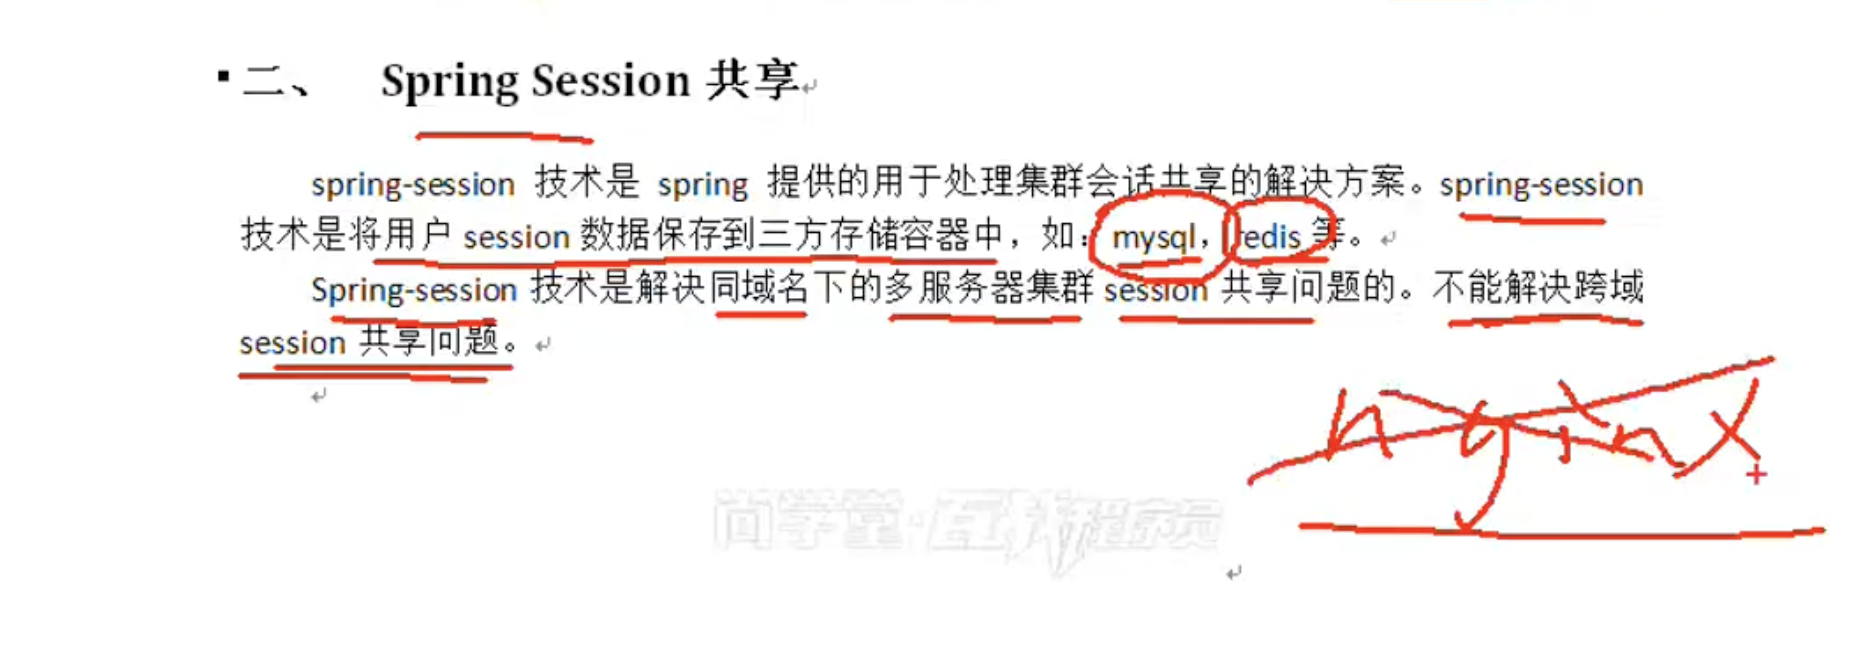 二、 Spring Session 共享
spring-session 技术是 spring 提供的用于处理集群会话共享的解决方案。spring-session
技术是将用户 session 数据保存到三方存储容器中，如：mysql，redis 等。
Spring-session 技术是解决同域名下的多服务器集群 session 共享问题的。不能解决跨域
session 共享问题。
nginx
尚学堂·互联网程序员